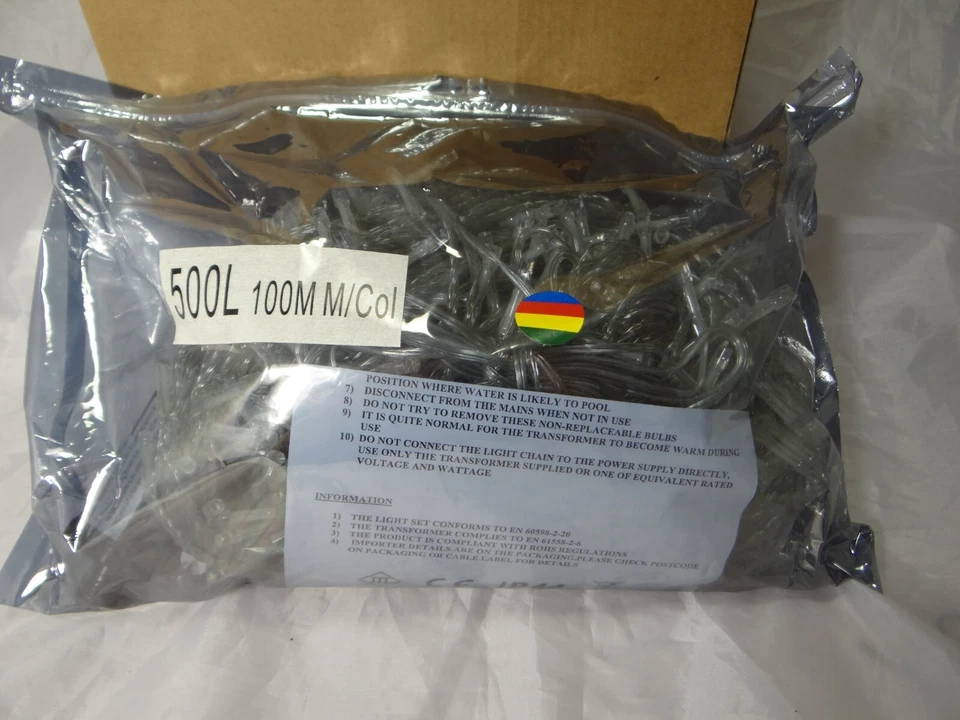 500L 100M M/Col
POSITION WHERE WATER IS LIKELY TO POOL
7) DISCONNECT FROM THE MAINS WHEN NOT IN USE
8) DO NOT TRY TO REMOVE THESE NON-REPLACEABLE BULBS
9) IT IS QUITE NORMAL FOR THE TRANSFORMER TO BECOME WARM DURING
USE
10) DO NOT CONNECT THE LIGHT CHAIN TO THE POWER SUPPLY DIRECTLY,
USE ONLY THE TRANSFORMER SUPPLIED OR ONE OF EQUIVALENT RATED
VOLTAGE AND WATTAGE
INFORMATION
1) THE LIGHT SET CONFORMS TO EN 60598-2-20
2) THE TRANSFORMER COMPLIES TO EN 61558-2-6
3) THE PRODUCT IS COMPLIANT WITH ROHS REGULATIONS
4) IMPORTER DETAILS ARE ON THE PACKAGING.PLEASE CHECK POSTCODE
ON PACKAGING OR CABLE LABEL FOR DETAILS